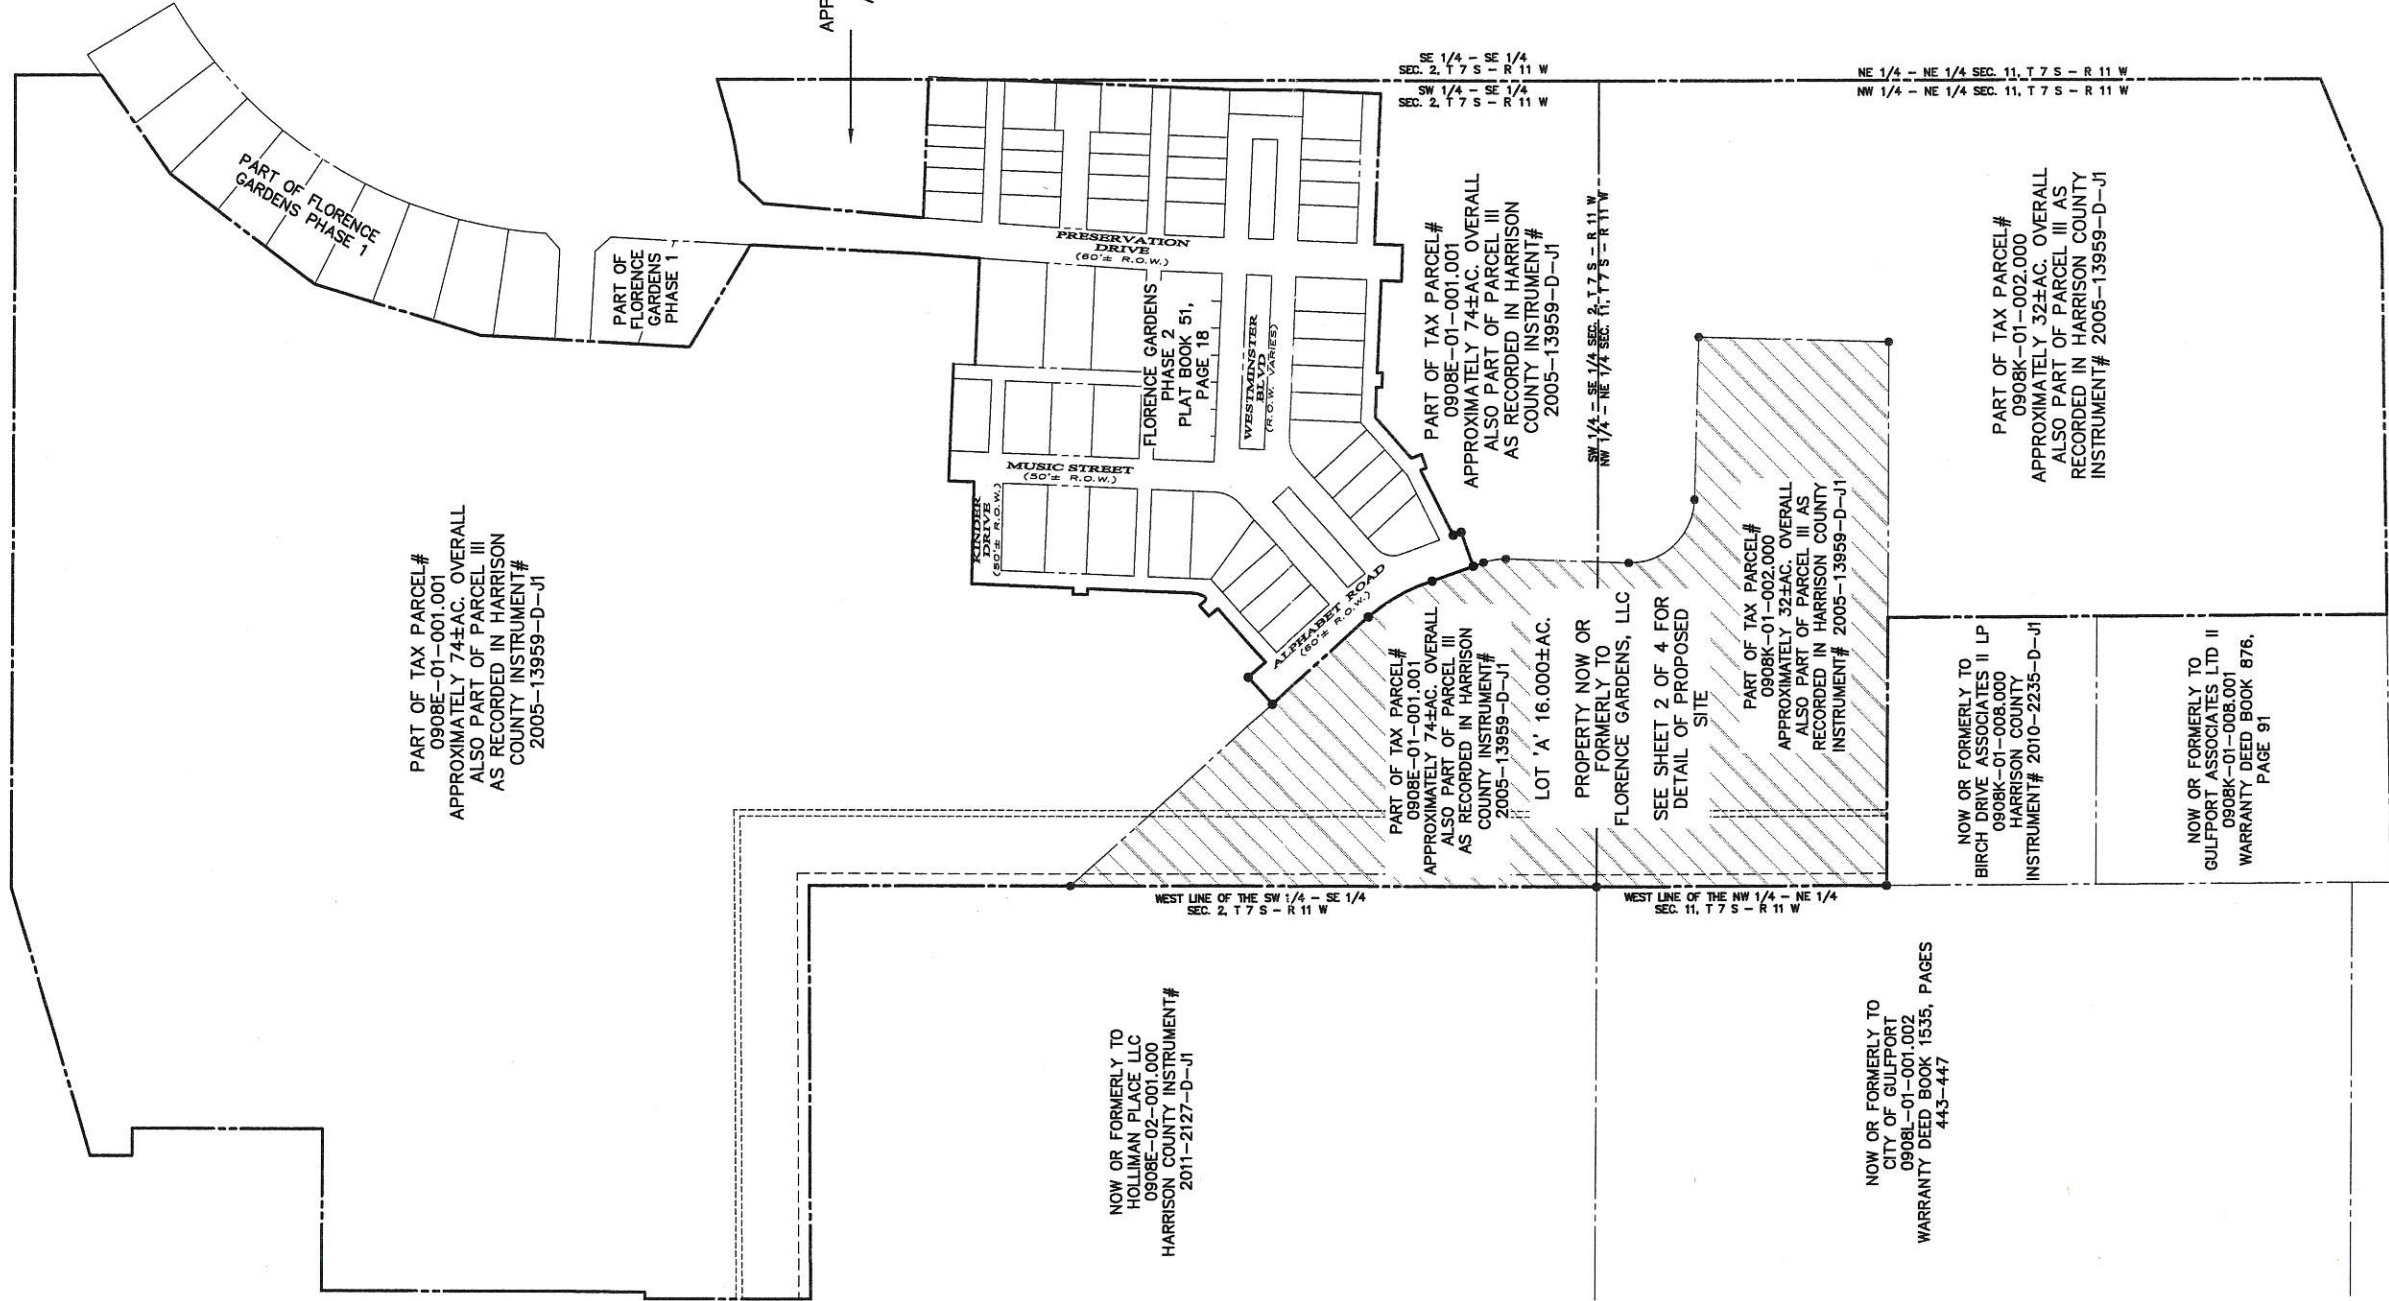 APP
PART OF FLORENCE
GARDENS PHASE 1
PART OF
FLORENCE
GARDENS
PHASE 1
SE 1/4 - SE 1/4
SEC. 2, T 7 S - R 11 W
SW 1/4 - SE 1/4
SEC. 2, T 7 S - R 11 W
NE 1/4 - NE 1/4 SEC. 11, T 7 S - R 11 W
NW 1/4 - NE 1/4 SEC. 11, T 7 S - R 11 W
PRESERVATION
DRIVE
(60'± R.O.W.)
FLORENCE GARDENS
PHASE 2
PLAT BOOK 51,
PAGE 18
WESTMINSTER
BLVD
(R.O.W. VARIES)
MUSIC STREET
(50'± R.O.W.)
KINDER
DRIVE
(50'± R.O.W.)
ALPHABET ROAD
(60'± R.O.W.)
PART OF TAX PARCEL#
0908E-01-001.001
APPROXIMATELY 74±AC. OVERALL
ALSO PART OF PARCEL III
AS RECORDED IN HARRISON
COUNTY INSTRUMENT#
2005-13959-D-J1
PART OF TAX PARCEL#
0908E-01-001.001
APPROXIMATELY 74±AC. OVERALL
ALSO PART OF PARCEL III
AS RECORDED IN HARRISON
COUNTY INSTRUMENT#
2005-13959-D-J1
SW 1/4 - SE 1/4 SEC. 2, T 7 S - R 11 W
NW 1/4 - NE 1/4 SEC. 11, T 7 S - R 11 W
PART OF TAX PARCEL#
0908K-01-002.000
APPROXIMATELY 32±AC. OVERALL
ALSO PART OF PARCEL III AS
RECORDED IN HARRISON COUNTY
INSTRUMENT# 2005-13959-D-J1
PART OF TAX PARCEL#
0908E-01-001.001
APPROXIMATELY 74±AC. OVERALL
ALSO PART OF PARCEL III
AS RECORDED IN HARRISON
COUNTY INSTRUMENT#
2005-13959-D-J1
LOT 'A' 16.000±AC.
PROPERTY NOW OR
FORMERLY TO
FLORENCE GARDENS, LLC
SEE SHEET 2 OF 4 FOR
DETAIL OF PROPOSED
SITE
PART OF TAX PARCEL#
0908K-01-002.000
APPROXIMATELY 32±AC. OVERALL
ALSO PART OF PARCEL III AS
RECORDED IN HARRISON COUNTY
INSTRUMENT# 2005-13959-D-J1
NOW OR FORMERLY TO
BIRCH DRIVE ASSOCIATES II LP
0908K-01-008.000
HARRISON COUNTY
INSTRUMENT# 2010-2235-D-J1
NOW OR FORMERLY TO
GULFPORT ASSOCIATES LTD II
0908K-01-008.001
WARRANTY DEED BOOK 876,
PAGE 91
WEST LINE OF THE SW 1/4 - SE 1/4
SEC. 2, T 7 S - R 11 W
WEST LINE OF THE NW 1/4 - NE 1/4
SEC. 11, T 7 S - R 11 W
NOW OR FORMERLY TO
HOLLIMAN PLACE LLC
0908E-02-001.000
HARRISON COUNTY INSTRUMENT#
2011-2127-D-J1
NOW OR FORMERLY TO
CITY OF GULFPORT
0908L-01-001.002
WARRANTY DEED BOOK 1535, PAGES
443-447